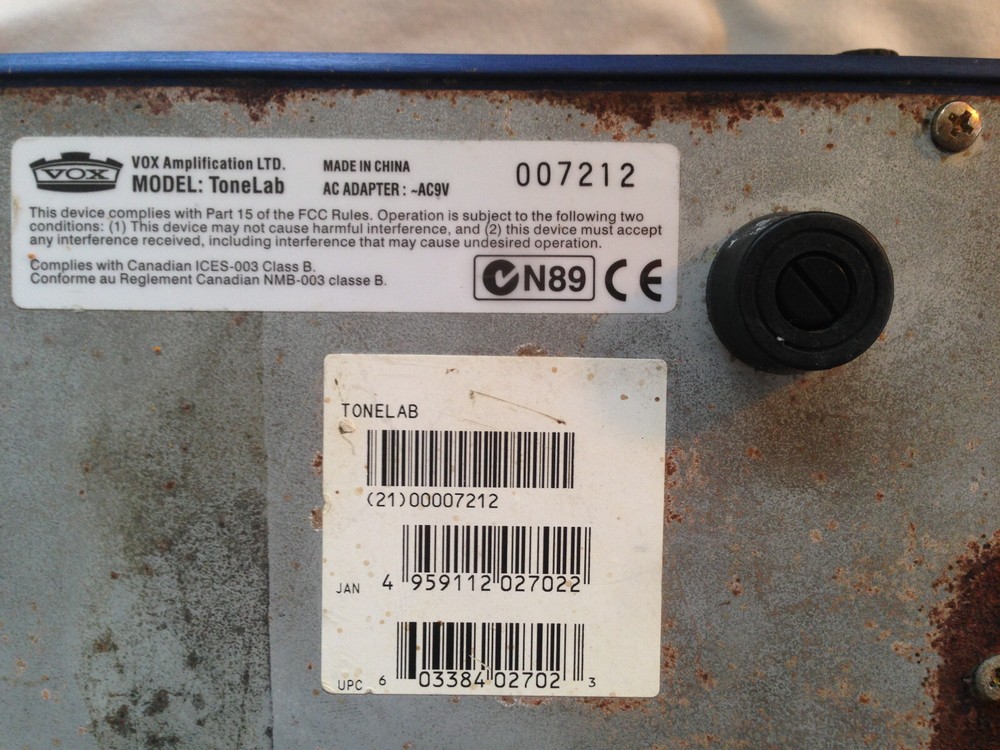 VOX
VOX Amplification LTD.
MODEL: ToneLab
MADE IN CHINA
AC ADAPTER : ~AC9V
007212
This device complies with Part 15 of the FCC Rules. Operation is subject to the following two
conditions: (1) This device may not cause harmful interference, and (2) this device must accept
any interference received, including interference that may cause undesired operation.
Complies with Canadian ICES-003 Class B.
Conforme au Reglement Canadian NMB-003 classe B.
N89 CE
TONELAB
(21)00007212
JAN 4 959112 027022
UPC 6 03384 02702 3